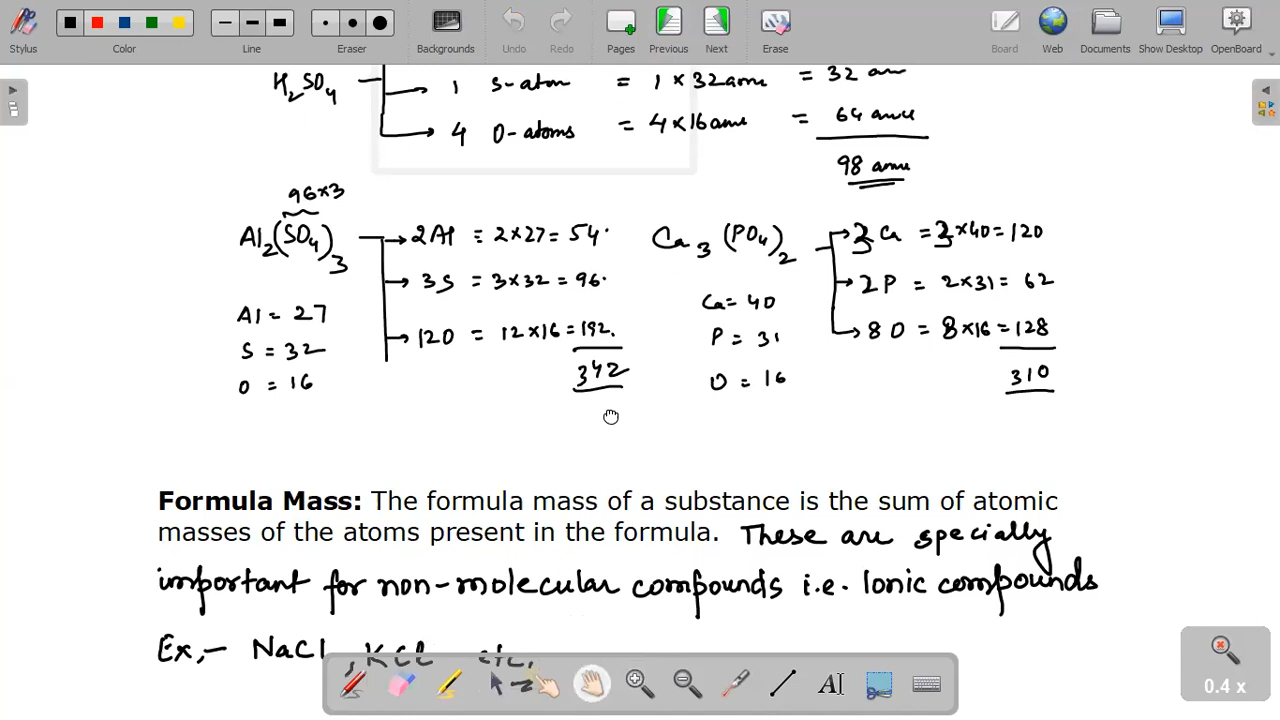 Stylus Color Line Eraser Backgrounds Undo Redo Pages Previous Next Erase Board Web Documents Show Desktop OpenBoard
H2SO4
1 S-atom = 1 × 32 amu = 32 am
4 O-atoms = 4 × 16 amu = 64 amu
98 amu
96×3
Al2(SO4)3
2Al = 2×27 = 54
3S = 3×32 = 96
12O = 12×16 = 192
342
Al = 27
S = 32
O = 16
Ca3(PO4)2
3 Ca = 3×40 = 120
2P = 2×31 = 62
8O = 8×16 = 128
310
Ca = 40
P = 31
O = 16
Formula Mass: The formula mass of a substance is the sum of atomic
masses of the atoms present in the formula. These are specially
important for non-molecular compounds i.e. Ionic compounds
Ex,- NaCl, KCl etc.
AI
0.4 x